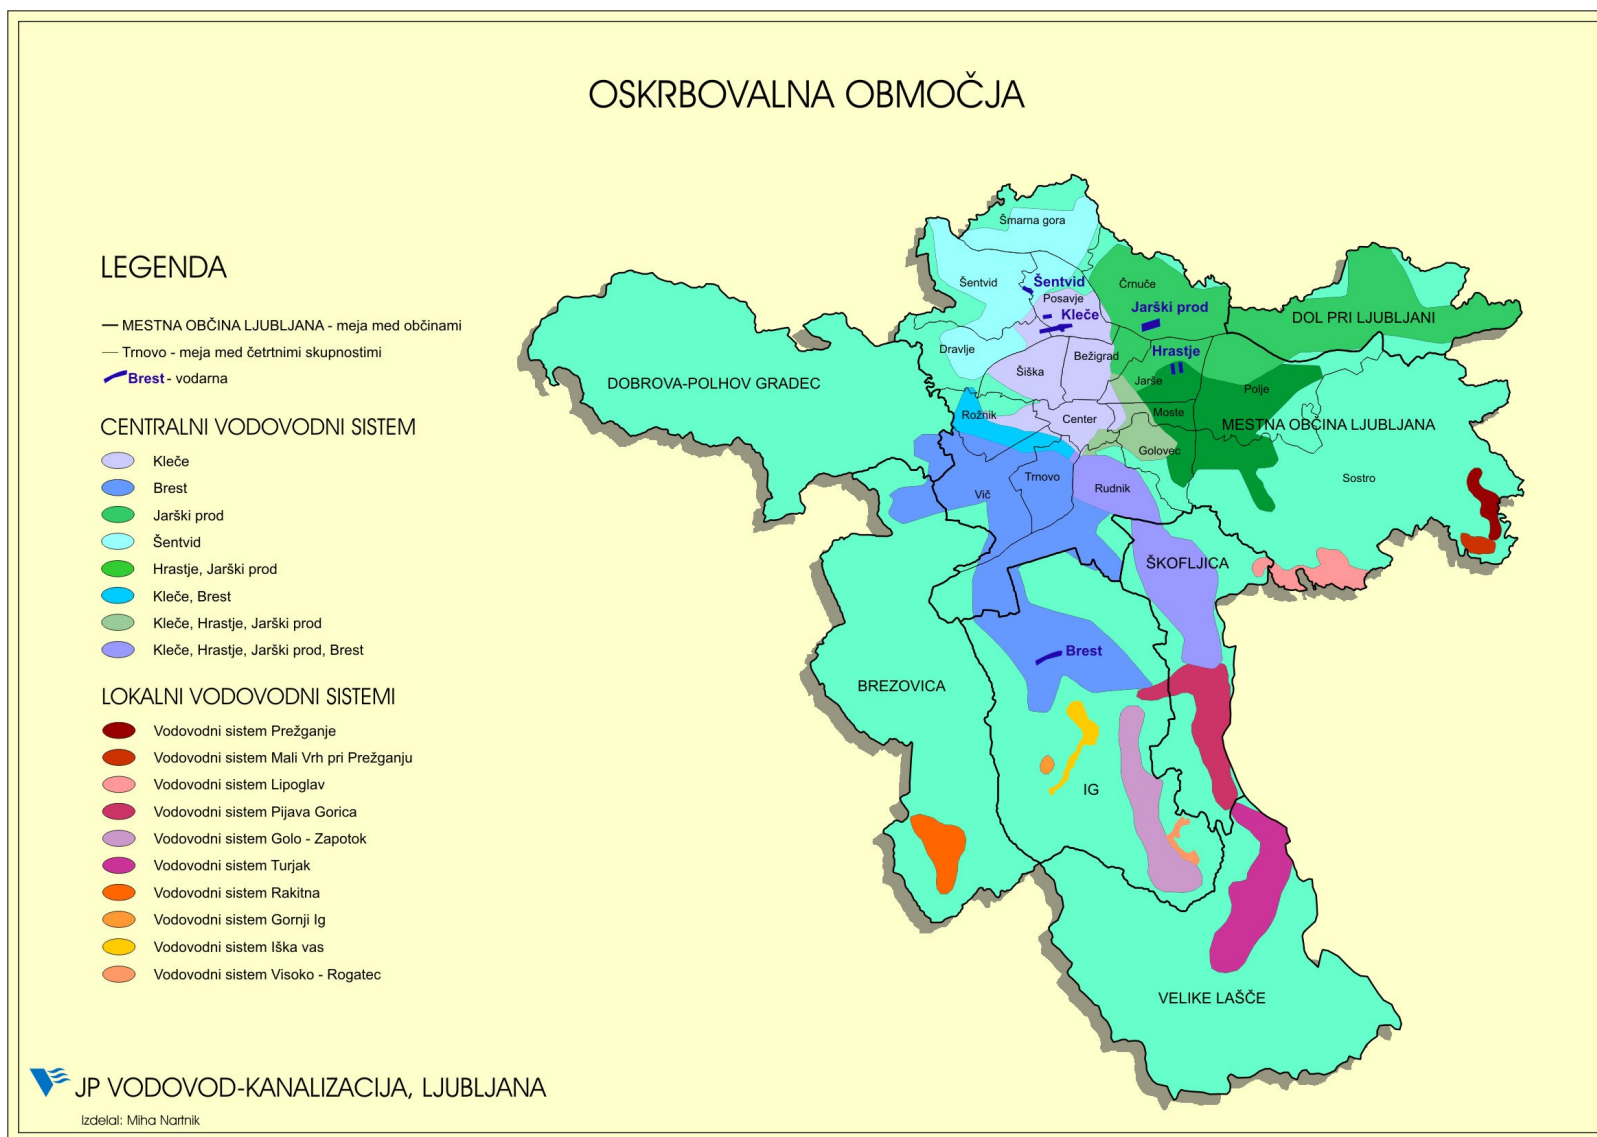 OSKRBOVALNA OBMOČJA
LEGENDA
MESTNA OBČINA LJUBLJANA - meja med občinami
Trnovo - meja med četrtnimi skupnostimi
Brest - vodarna
CENTRALNI VODOVODNI SISTEM
Kleče
Brest
Jarški prod
Šentvid
Hrastje, Jarški prod
Kleče, Brest
Kleče, Hrastje, Jarški prod
Kleče, Hrastje, Jarški prod, Brest
LOKALNI VODOVODNI SISTEMI
Vodovodni sistem Prežganje
Vodovodni sistem Mali Vrh pri Prežganju
Vodovodni sistem Lipoglav
Vodovodni sistem Pijava Gorica
Vodovodni sistem Golo - Zapotok
Vodovodni sistem Turjak
Vodovodni sistem Rakitna
Vodovodni sistem Gornji Ig
Vodovodni sistem Iška vas
Vodovodni sistem Visoko - Rogatec
Šmarna gora
Šentvid
Šentvid
Črnuče
Posavje
Kleče
Jarški prod
DOL PRI LJUBLJANI
Dravlje
Bežigrad
Hrastje
Šiška
Jarše
Polje
DOBROVA-POLHOV GRADEC
Rožnik
Center
Moste
MESTNA OBČINA LJUBLJANA
Golovec
Trnovo
Sostro
Vič
Rudnik
ŠKOFLJICA
Brest
BREZOVICA
IG
VELIKE LAŠČE
JP VODOVOD-KANALIZACIJA, LJUBLJANA
Izdelal: Miha Nartnik